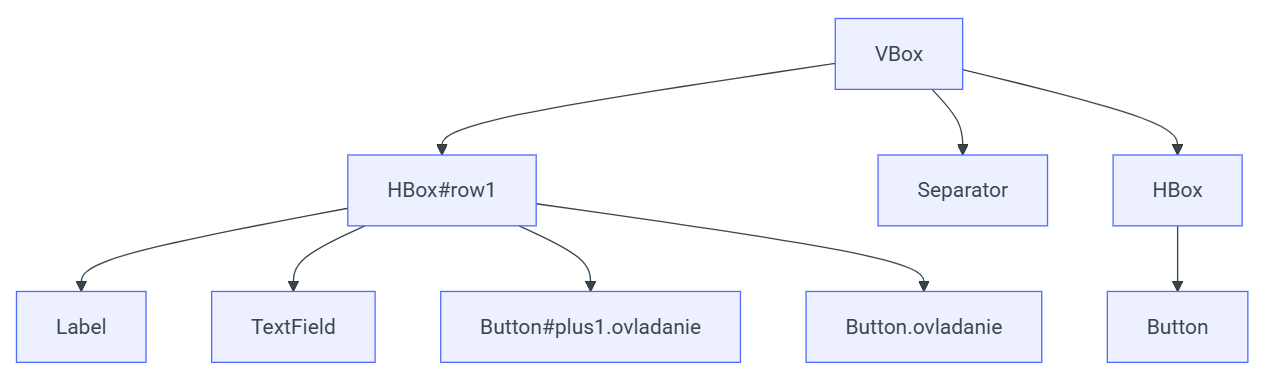 VBox
HBox#row1
Separator
HBox
Label
TextField
Button#plus1.ovladanie
Button.ovladanie
Button